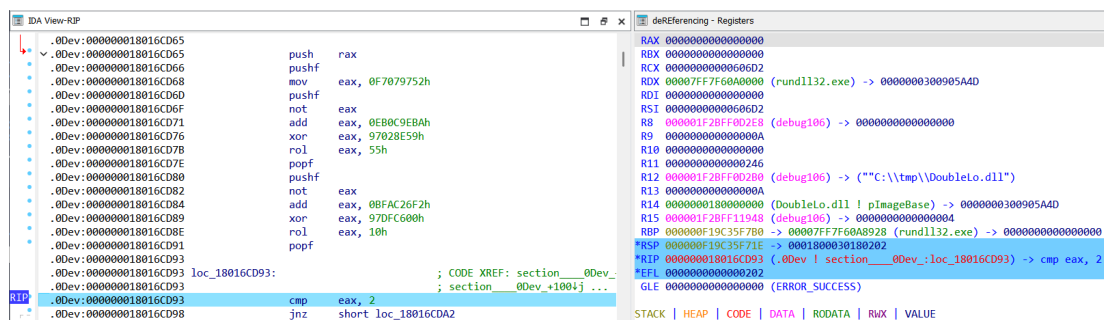 IDA View-RIP
.0Dev:000000018016CD65
.0Dev:000000018016CD65 push rax
.0Dev:000000018016CD66 pushf
.0Dev:000000018016CD68 mov eax, 0F7079752h
.0Dev:000000018016CD6D pushf
.0Dev:000000018016CD6F not eax
.0Dev:000000018016CD71 add eax, 0EB0C9EBAh
.0Dev:000000018016CD76 xor eax, 97028E59h
.0Dev:000000018016CD7B rol eax, 55h
.0Dev:000000018016CD7E popf
.0Dev:000000018016CD80 pushf
.0Dev:000000018016CD82 not eax
.0Dev:000000018016CD84 add eax, 0BFAC26F2h
.0Dev:000000018016CD89 xor eax, 97DFC600h
.0Dev:000000018016CD8E rol eax, 10h
.0Dev:000000018016CD91 popf
.0Dev:000000018016CD93
.0Dev:000000018016CD93 loc_18016CD93: ; CODE XREF: section____0Dev_
.0Dev:000000018016CD93 ; section____0Dev_+100↓j ...
RIP .0Dev:000000018016CD93 cmp eax, 2
.0Dev:000000018016CD98 jnz short loc_18016CDA2
deREferencing - Registers
RAX 0000000000000000
RBX 0000000000000000
RCX 00000000000606D2
RDX 00007FF7F60A0000 (rundll32.exe) -> 0000000300905A4D
RDI 0000000000000000
RSI 00000000000606D2
R8 000001F2BFF0D2E8 (debug106) -> 0000000000000000
R9 000000000000000A
R10 0000000000000000
R11 0000000000000246
R12 000001F2BFF0D2B0 (debug106) -> (""C:\\tmp\\DoubleLo.dll")
R13 000000000000000A
R14 0000000180000000 (DoubleLo.dll ! pImageBase) -> 0000000300905A4D
R15 000001F2BFF11948 (debug106) -> 0000000000000004
RBP 000000F19C35F7B0 -> 00007FF7F60A8928 (rundll32.exe) -> 0000000000000000
*RSP 000000F19C35F71E -> 0001800030180202
*RIP 000000018016CD93 (.0Dev ! section____0Dev_:loc_18016CD93) -> cmp eax, 2
*EFL 0000000000000202
GLE 0000000000000000 (ERROR_SUCCESS)
STACK | HEAP | CODE | DATA | RODATA | RWX | VALUE